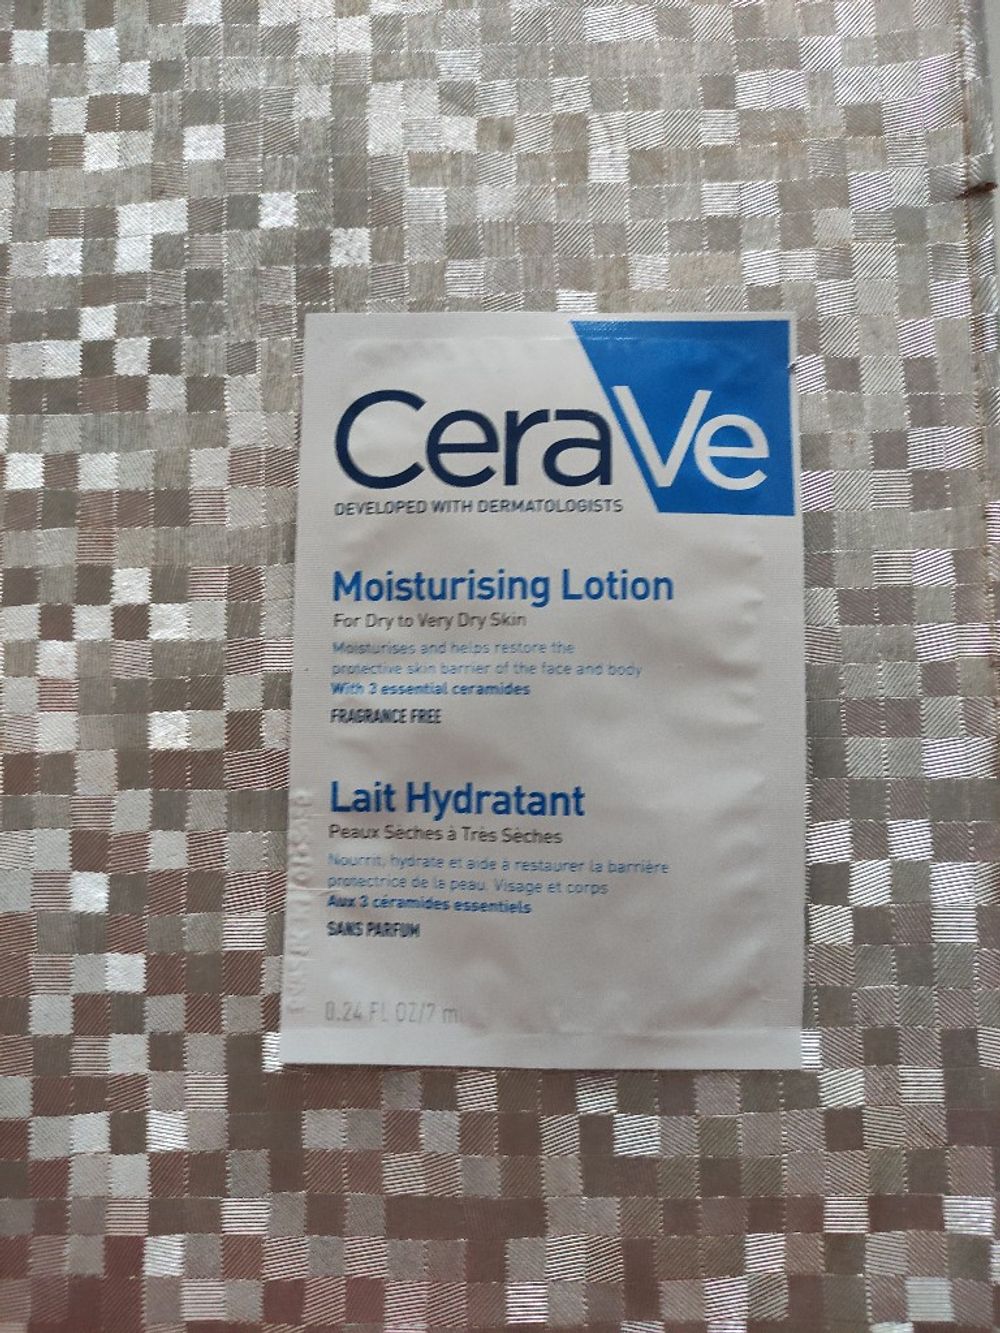 CeraVe
DEVELOPED WITH DERMATOLOGISTS
Moisturising Lotion
For Dry to Very Dry Skin
Moisturises and helps restore the
protective skin barrier of the face and body
With 3 essential ceramides
FRAGRANCE FREE
Lait Hydratant
Peaux Sèches à Très Sèches
Nourrit, hydrate et aide à restaurer la barrière
protectrice de la peau. Visage et corps
Aux 3 céramides essentiels
SANS PARFUM
0.24 FL OZ/7 m